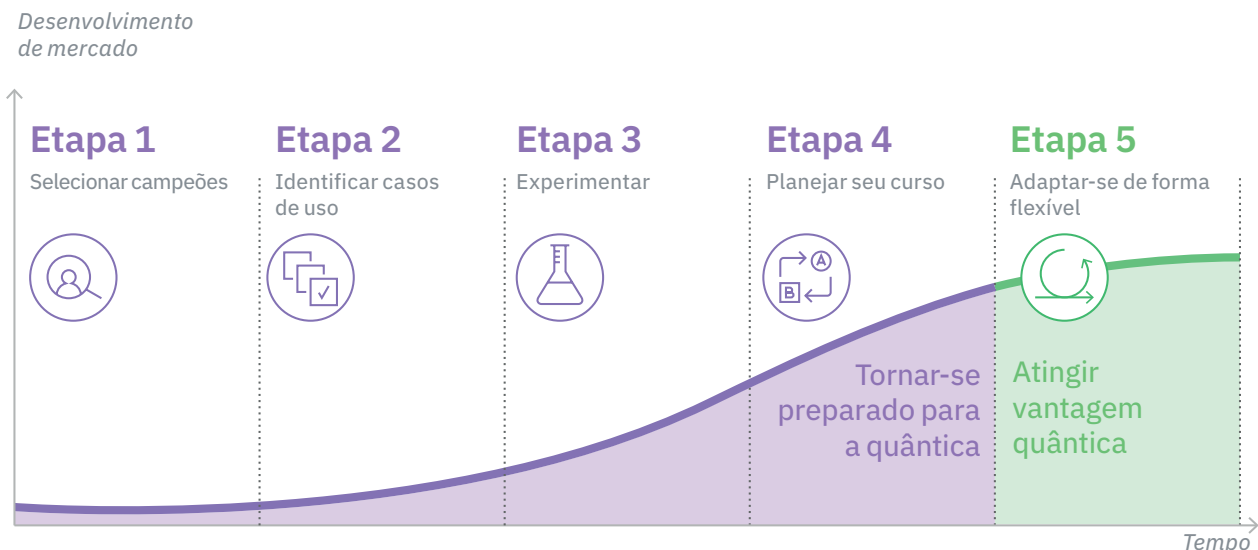 Desenvolvimento
de mercado
Etapa 1
Selecionar campeões
Etapa 2
Identificar casos
de uso
Etapa 3
Experimentar
Etapa 4
Planejar seu curso
A
B
Etapa 5
Adaptar-se de forma
flexível
Tornar-se
preparado para
a quântica
Atingir
vantagem
quântica
Tempo